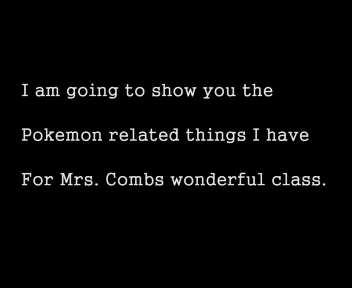 I am going to show you the
Pokemon related things I have
For Mrs. Combs wonderful class.